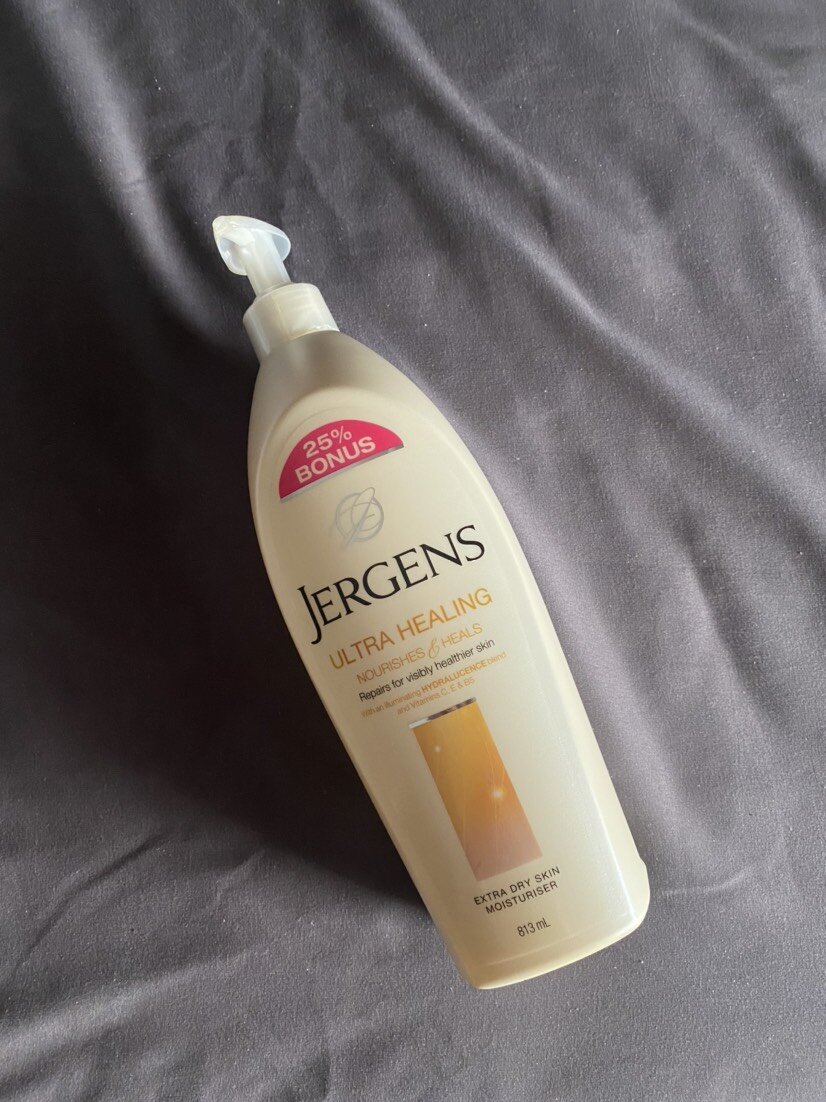 25%
BONUS
JERGENS
ULTRA HEALING
NOURISHES & HEALS
Repairs for visibly healthier skin
With an illuminating HYDRALUCENCE blend
and Vitamins C, E & B5
EXTRA DRY SKIN
MOISTURISER
813 mL